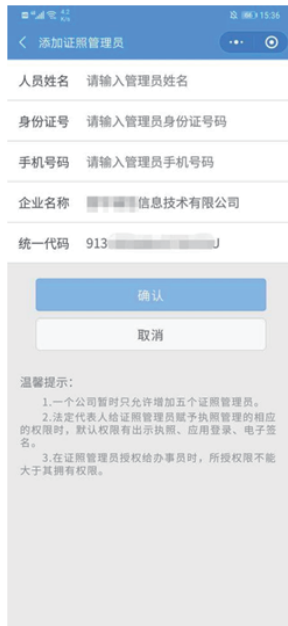 15:36
添加证照管理员
人员姓名 请输入管理员姓名
身份证号 请输入管理员身份证号码
手机号码 请输入管理员手机号码
企业名称 信息技术有限公司
统一代码 913 U
确认
取消
温馨提示：
1.一个公司暂时只允许增加五个证照管理员。
2.法定代表人给证照管理员赋予执照管理的相应
的权限时，默认权限有出示执照、应用登录、电子签
名。
3.在证照管理员授权给办事员时，所授权限不能
大于其拥有权限。